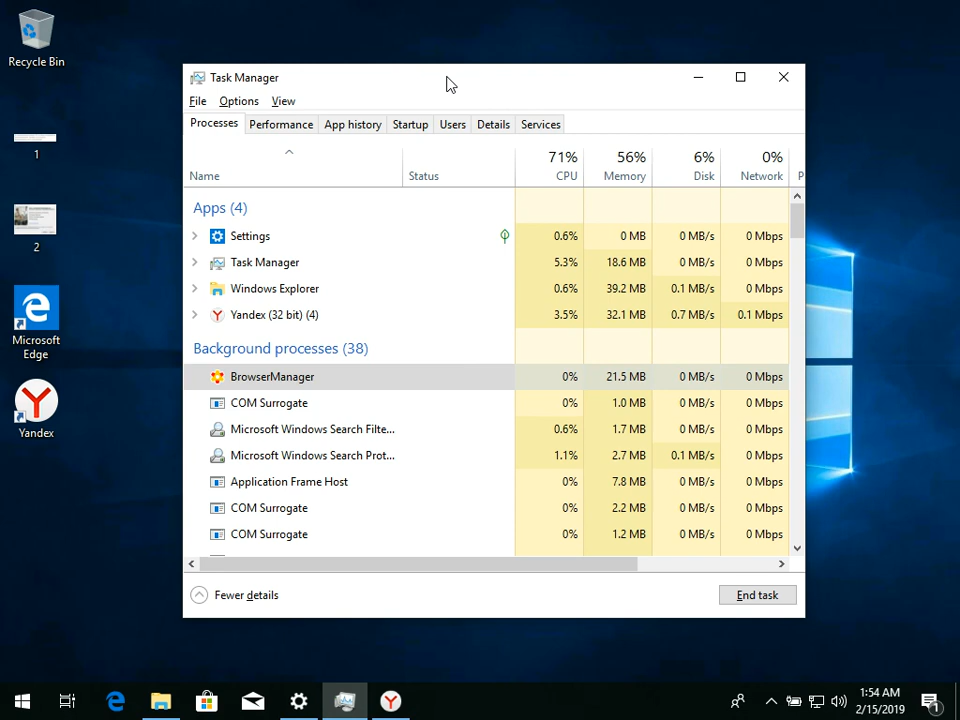 Recycle Bin
1
2
Microsoft
Edge
Yandex
Task Manager
File Options View
Processes Performance App history Startup Users Details Services
71% 56% 6% 0%
Name Status CPU Memory Disk Network P
Apps (4)
Settings 0.6% 0 MB 0 MB/s 0 Mbps
Task Manager 5.3% 18.6 MB 0 MB/s 0 Mbps
Windows Explorer 0.6% 39.2 MB 0.1 MB/s 0 Mbps
Yandex (32 bit) (4) 3.5% 32.1 MB 0.7 MB/s 0.1 Mbps
Background processes (38)
BrowserManager 0% 21.5 MB 0 MB/s 0 Mbps
COM Surrogate 0% 1.0 MB 0 MB/s 0 Mbps
Microsoft Windows Search Filte... 0.6% 1.7 MB 0 MB/s 0 Mbps
Microsoft Windows Search Prot... 1.1% 2.7 MB 0.1 MB/s 0 Mbps
Application Frame Host 0% 7.8 MB 0 MB/s 0 Mbps
COM Surrogate 0% 2.2 MB 0 MB/s 0 Mbps
COM Surrogate 0% 1.2 MB 0 MB/s 0 Mbps
Fewer details End task
1:54 AM
2/15/2019
1